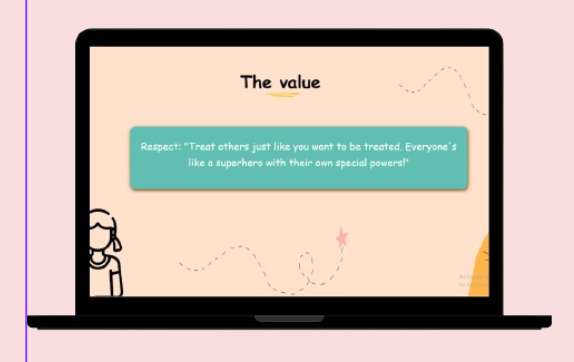 The value
Respect: "Treat others just like you want to be treated. Everyone's
like a superhero with their own special powers!"